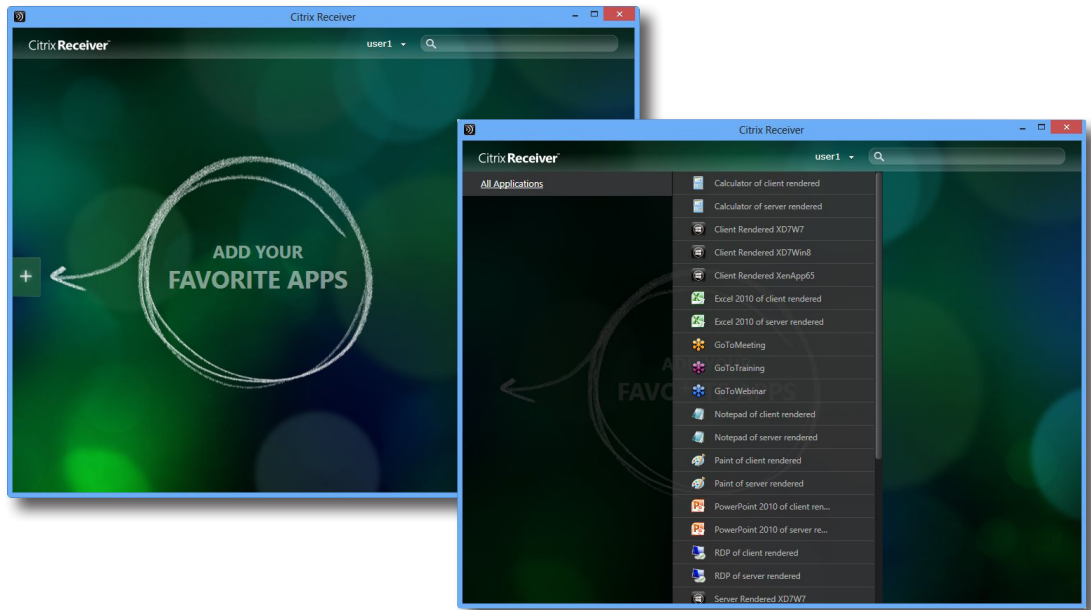 Citrix Receiver
Citrix Receiver™
user1
ADD YOUR
FAVORITE APPS
Citrix Receiver
Citrix Receiver™
user1
All Applications
Calculator of client rendered
Calculator of server rendered
Client Rendered XD7W7
Client Rendered XD7Win8
Client Rendered XenApp65
Excel 2010 of client rendered
Excel 2010 of server rendered
GoToMeeting
GoToTraining
GoToWebinar
Notepad of client rendered
Notepad of server rendered
Paint of client rendered
Paint of server rendered
PowerPoint 2010 of client ren...
PowerPoint 2010 of server re...
RDP of client rendered
RDP of server rendered
Server Rendered XD7W7